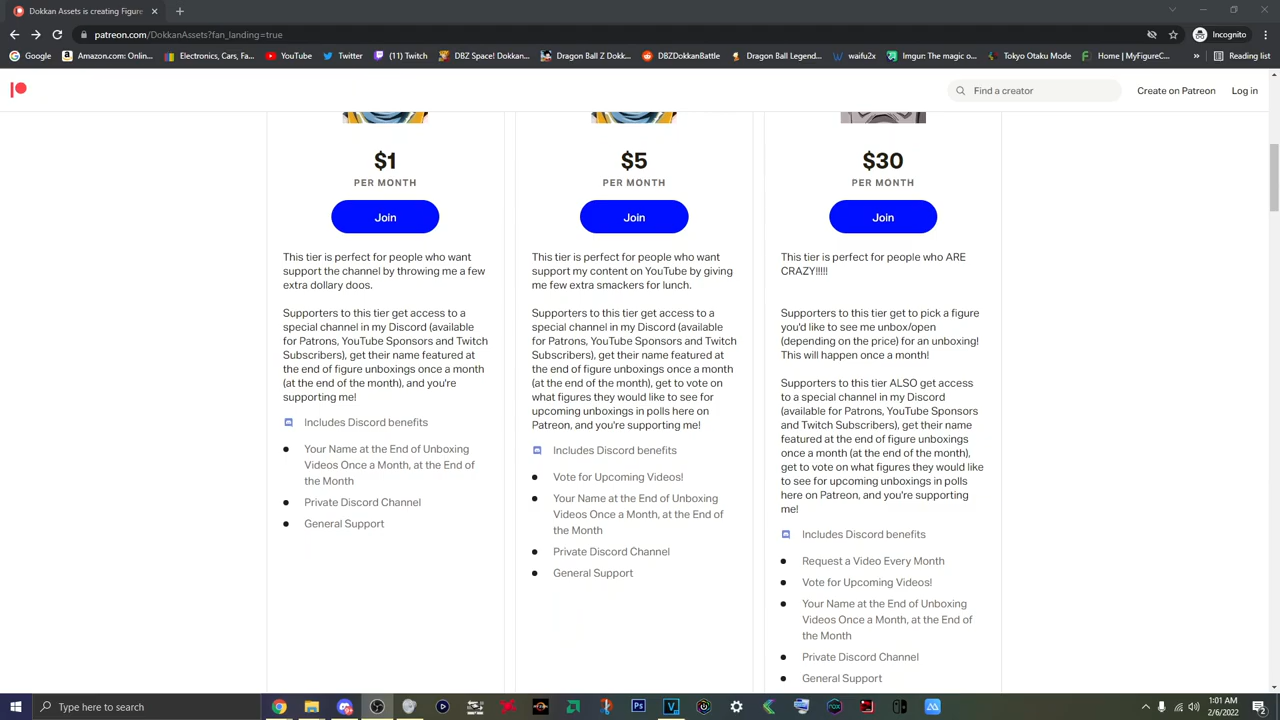 Dokkan Assets is creating Figure
patreon.com/DokkanAssets?fan_landing=true
Incognito
Google
Amazon.com: Onlin...
Electronics, Cars, Fa...
YouTube
Twitter
(11) Twitch
DBZ Space! Dokkan...
Dragon Ball Z Dokk...
DBZDokkanBattle
Dragon Ball Legend...
waifu2x
Imgur: The magic o...
Tokyo Otaku Mode
Home | MyFigureC...
»
Reading list
Find a creator
Create on Patreon
Log in
$1
PER MONTH
Join
This tier is perfect for people who want
support the channel by throwing me a few
extra dollary doos.
Supporters to this tier get access to a
special channel in my Discord (available
for Patrons, YouTube Sponsors and Twitch
Subscribers), get their name featured at
the end of figure unboxings once a month
(at the end of the month), and you're
supporting me!
Includes Discord benefits
Your Name at the End of Unboxing
Videos Once a Month, at the End of
the Month
Private Discord Channel
General Support
$5
PER MONTH
Join
This tier is perfect for people who want
support my content on YouTube by giving
me few extra smackers for lunch.
Supporters to this tier get access to a
special channel in my Discord (available
for Patrons, YouTube Sponsors and Twitch
Subscribers), get their name featured at
the end of figure unboxings once a month
(at the end of the month), get to vote on
what figures they would like to see for
upcoming unboxings in polls here on
Patreon, and you're supporting me!
Includes Discord benefits
Vote for Upcoming Videos!
Your Name at the End of Unboxing
Videos Once a Month, at the End of
the Month
Private Discord Channel
General Support
$30
PER MONTH
Join
This tier is perfect for people who ARE
CRAZY!!!!!
Supporters to this tier get to pick a figure
you'd like to see me unbox/open
(depending on the price) for an unboxing!
This will happen once a month!
Supporters to this tier ALSO get access
to a special channel in my Discord
(available for Patrons, YouTube Sponsors
and Twitch Subscribers), get their name
featured at the end of figure unboxings
once a month (at the end of the month),
get to vote on what figures they would like
to see for upcoming unboxings in polls
here on Patreon, and you're supporting
me!
Includes Discord benefits
Request a Video Every Month
Vote for Upcoming Videos!
Your Name at the End of Unboxing
Videos Once a Month, at the End of
the Month
Private Discord Channel
General Support
Type here to search
1:01 AM
2/6/2022